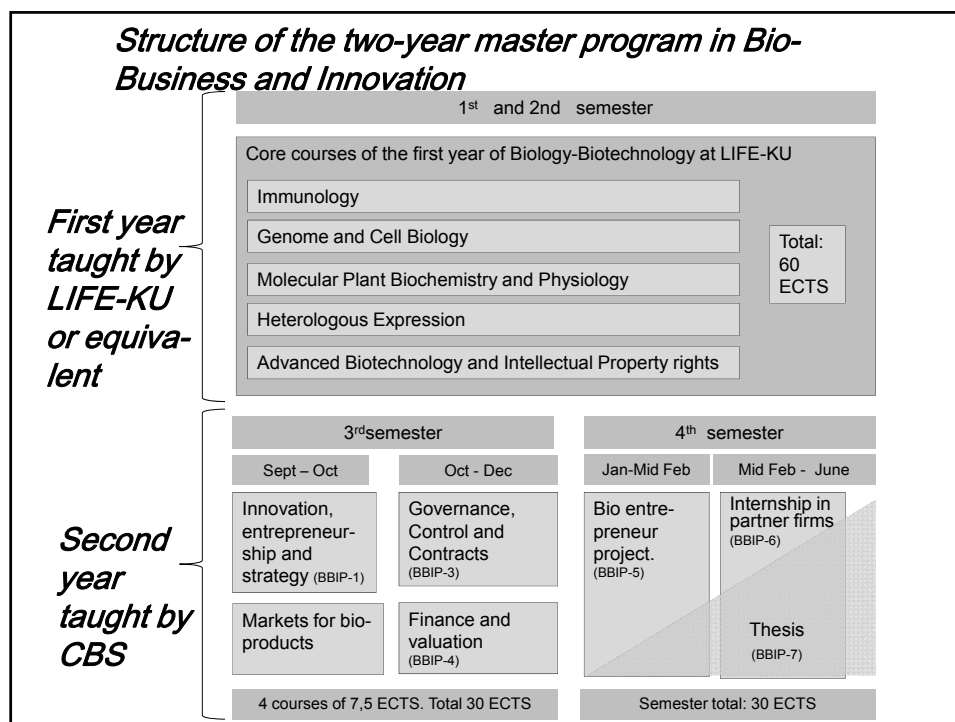 Structure of the two-year master program in Bio-
Business and Innovation
1st and 2nd semester
First year
taught by
LIFE-KU
or equiva-
lent
Core courses of the first year of Biology-Biotechnology at LIFE-KU
Immunology
Genome and Cell Biology
Molecular Plant Biochemistry and Physiology
Heterologous Expression
Advanced Biotechnology and Intellectual Property rights
Total:
60
ECTS
Second
year
taught by
CBS
3rdsemester
Sept – Oct
Innovation,
entrepreneur-
ship and
strategy (BBIP-1)
Markets for bio-
products
Oct - Dec
Governance,
Control and
Contracts
(BBIP-3)
Finance and
valuation
(BBIP-4)
4 courses of 7,5 ECTS. Total 30 ECTS
4th semester
Jan-Mid Feb
Bio entre-
preneur
project.
(BBIP-5)
Mid Feb - June
Internship in
partner firms
(BBIP-6)
Thesis
(BBIP-7)
Semester total: 30 ECTS